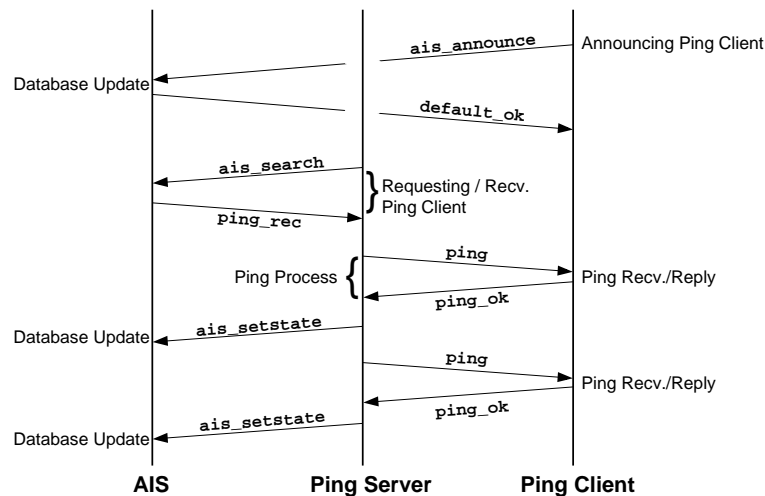 ais_announce
Announcing Ping Client
Database Update
default_ok
ais_search
Requesting / Recv.
Ping Client
ping_rec
ping
Ping Process
Ping Recv./Reply
ping_ok
ais_setstate
Database Update
ping
Ping Recv./Reply
ping_ok
ais_setstate
Database Update
AIS
Ping Server
Ping Client